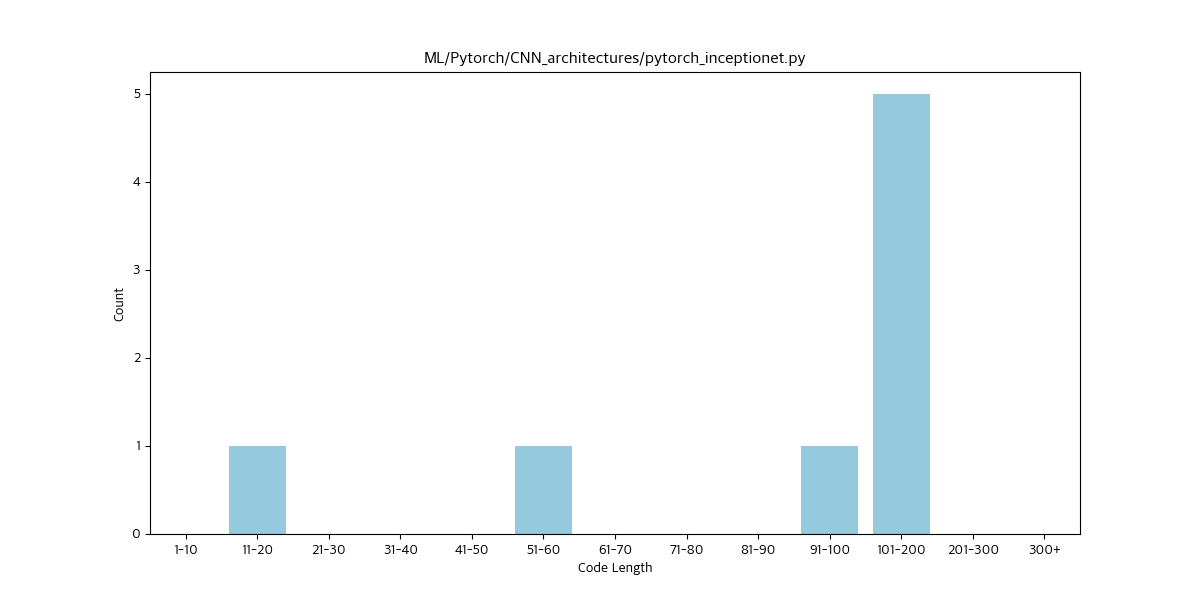 ML/Pytorch/CNN_architectures/pytorch_inceptionet.py
5
4
3
2
1
0
Count
1-10 11-20 21-30 31-40 41-50 51-60 61-70 71-80 81-90 91-100 101-200 201-300 300+
Code Length